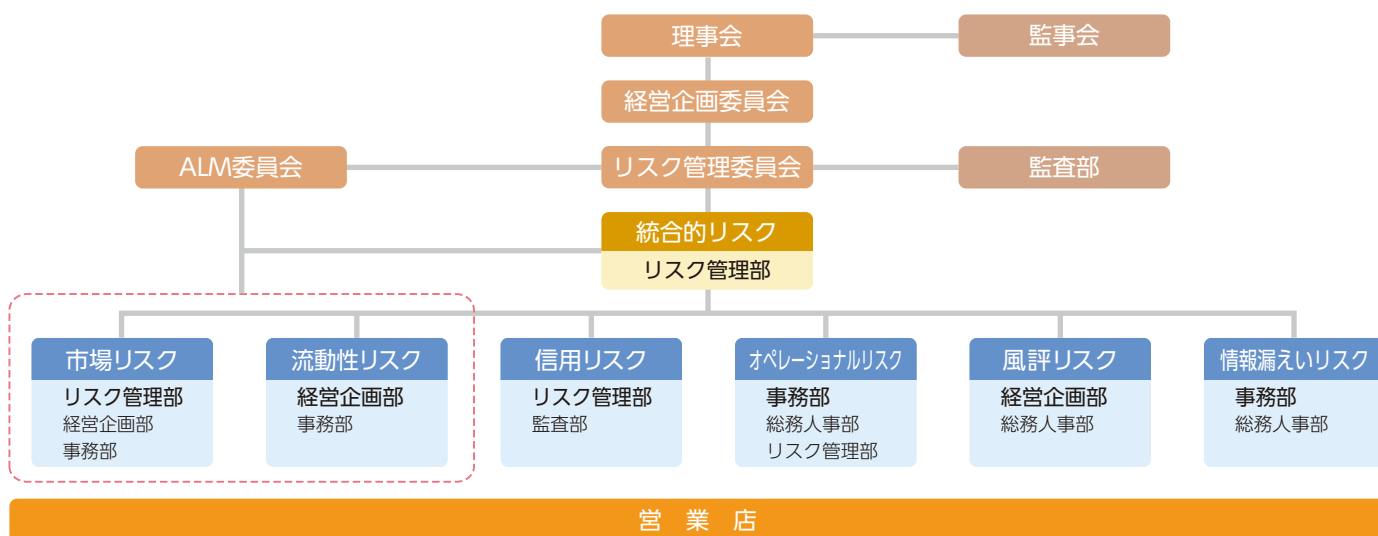 理事会
監事会
経営企画委員会
ALM委員会
リスク管理委員会
監査部
統合的リスク
リスク管理部
市場リスク
リスク管理部
経営企画部
事務部
流動性リスク
経営企画部
事務部
信用リスク
リスク管理部
監査部
オペレーショナルリスク
事務部
総務人事部
リスク管理部
風評リスク
経営企画部
総務人事部
情報漏えいリスク
事務部
総務人事部
営 業 店